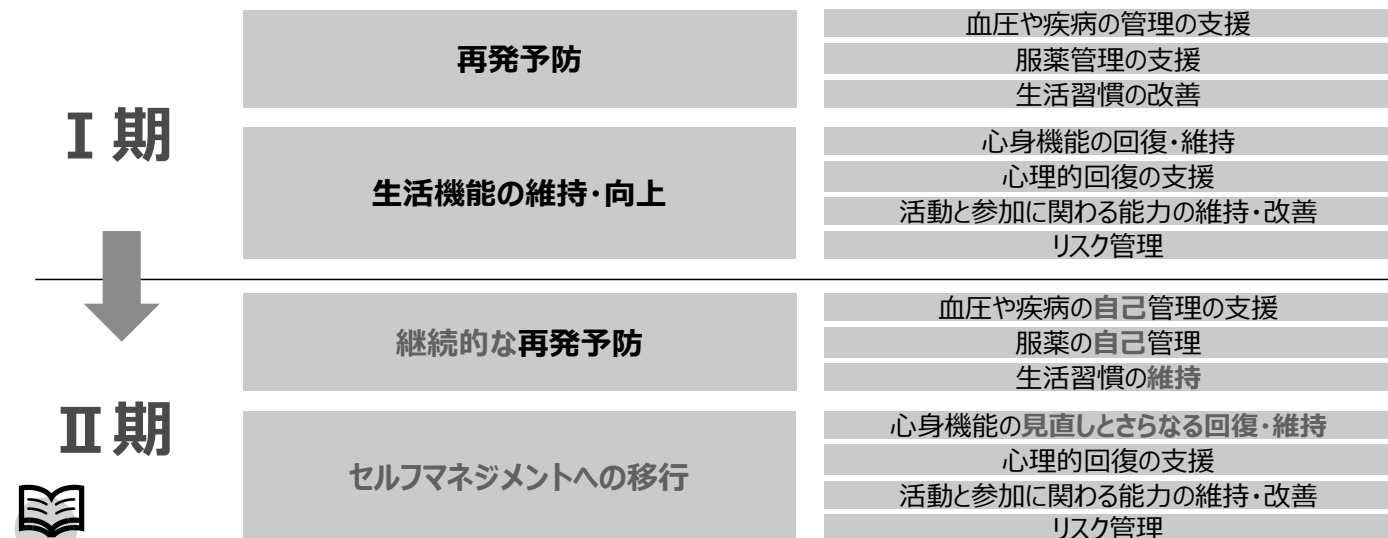 Ⅰ期
再発予防
血圧や疾病の管理の支援
服薬管理の支援
生活習慣の改善
生活機能の維持・向上
心身機能の回復・維持
心理的回復の支援
活動と参加に関わる能力の維持・改善
リスク管理
Ⅱ期
継続的な再発予防
血圧や疾病の自己管理の支援
服薬の自己管理
生活習慣の維持
セルフマネジメントへの移行
心身機能の見直しとさらなる回復・維持
心理的回復の支援
活動と参加に関わる能力の維持・改善
リスク管理